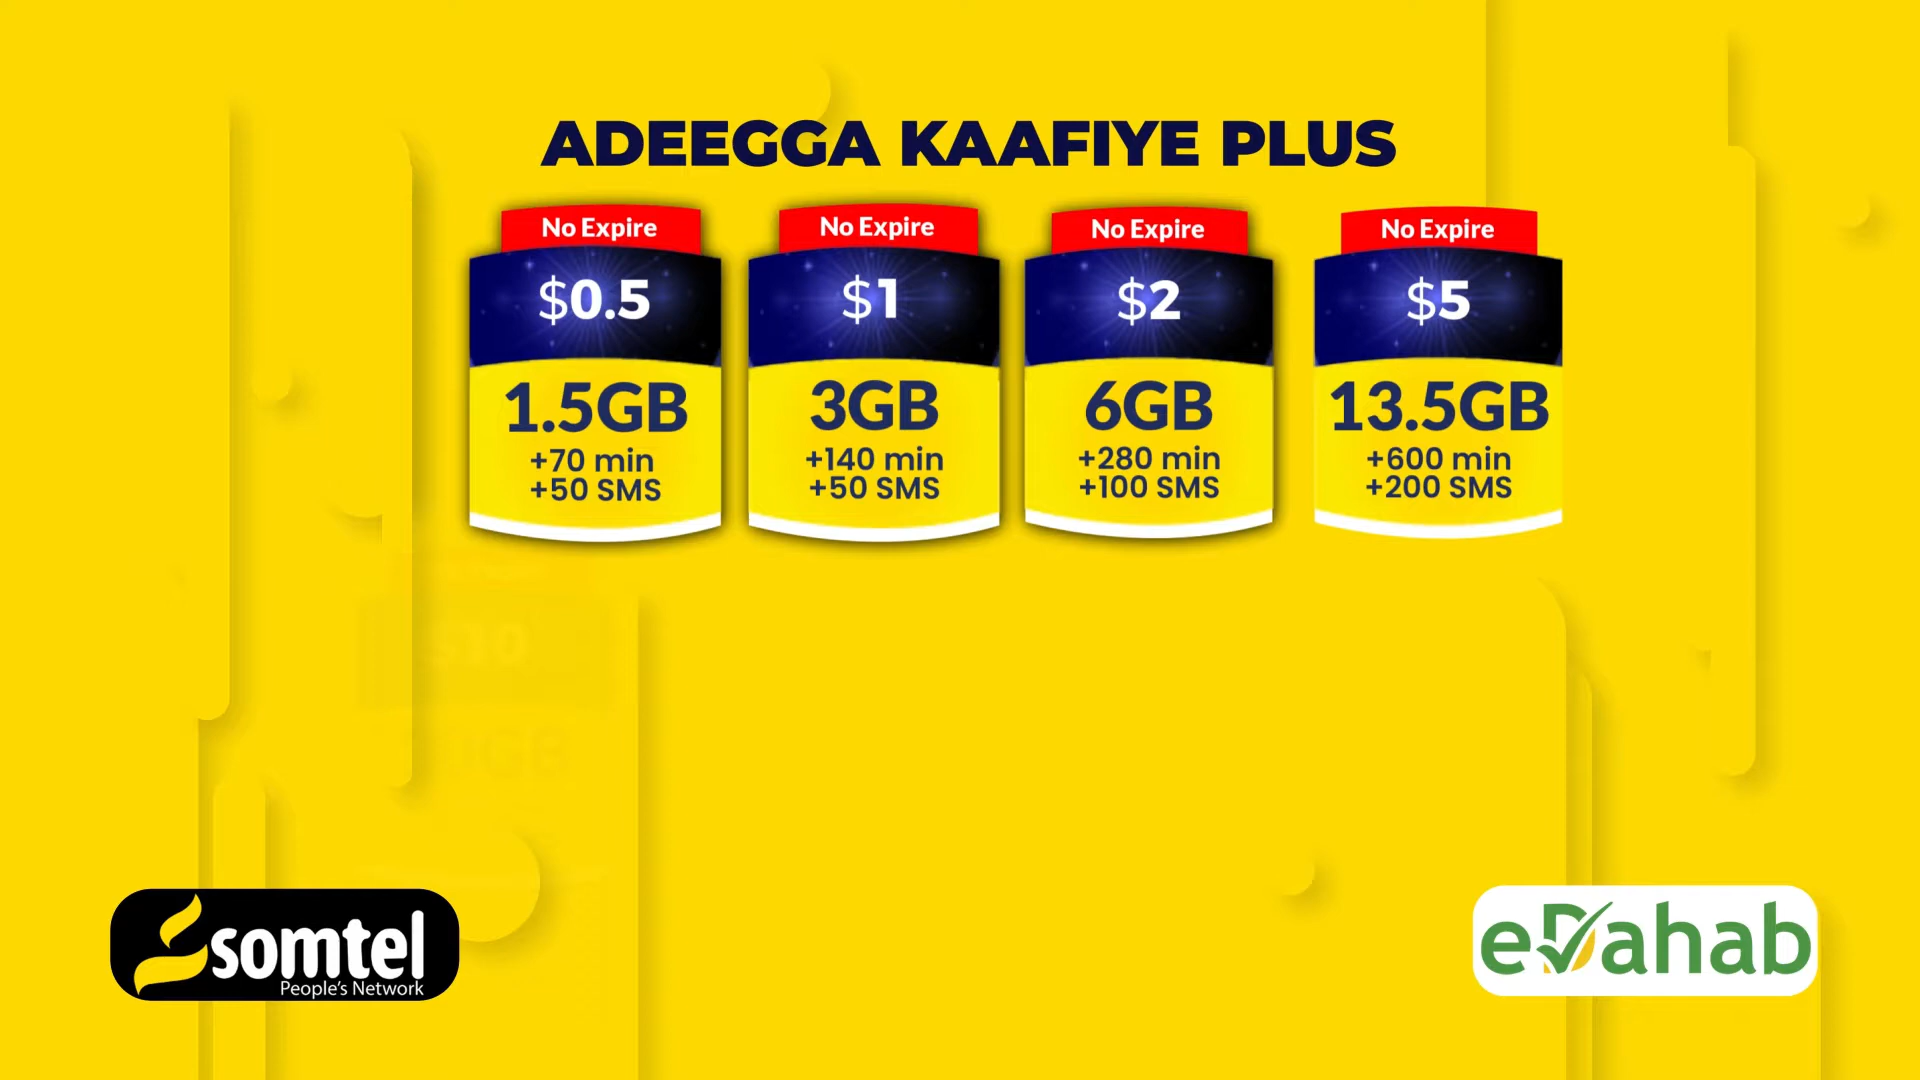 ADEEGGA KAAFIYE PLUS
No Expire
$0.5
1.5GB
+70 min
+50 SMS
No Expire
$1
3GB
+140 min
+50 SMS
No Expire
$2
6GB
+280 min
+100 SMS
No Expire
$5
13.5GB
+600 min
+200 SMS
somtel
People's Network
eDahab